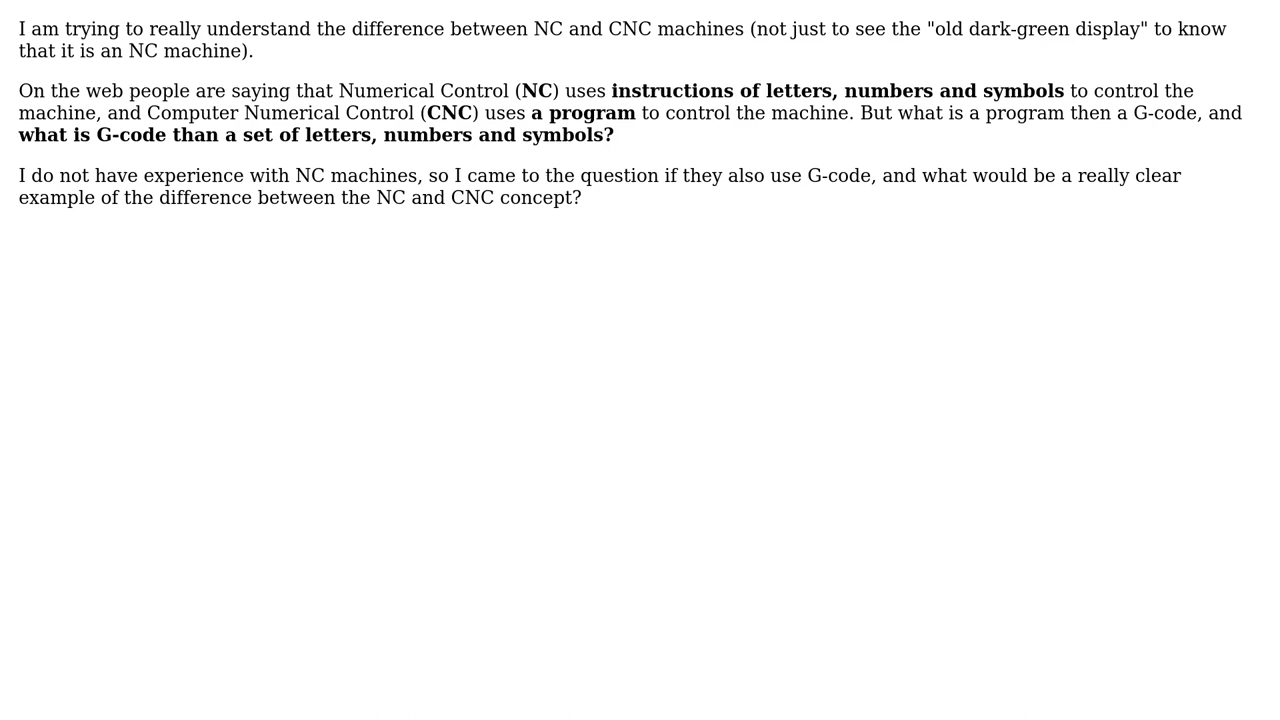 I am trying to really understand the difference between NC and CNC machines (not just to see the "old dark-green display" to know
that it is an NC machine).
On the web people are saying that Numerical Control (NC) uses instructions of letters, numbers and symbols to control the
machine, and Computer Numerical Control (CNC) uses a program to control the machine. But what is a program then a G-code, and
what is G-code than a set of letters, numbers and symbols?
I do not have experience with NC machines, so I came to the question if they also use G-code, and what would be a really clear
example of the difference between the NC and CNC concept?